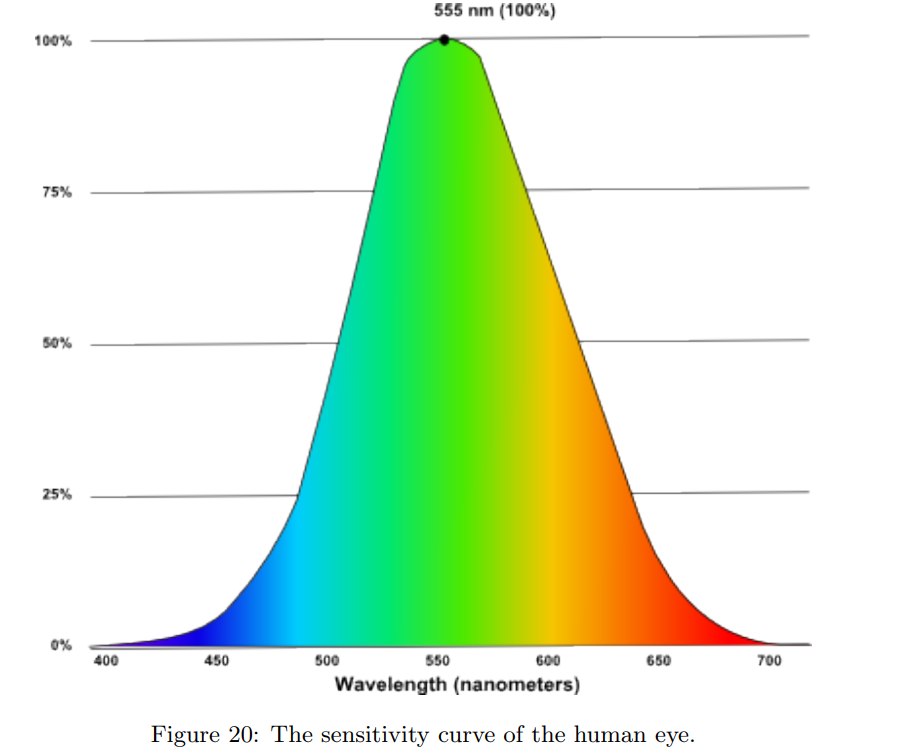 555 nm (100%)
100%
75%
50%
25%
0%
400 450 500 550 600 650 700
Wavelength (nanometers)
Figure 20: The sensitivity curve of the human eye.